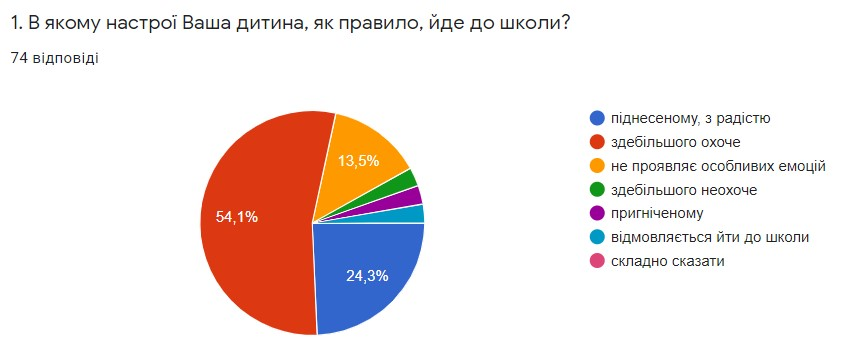 1. В якому настрої Ваша дитина, як правило, йде до школи?
74 відповіді
піднесеному, з радістю
здебільшого охоче
не проявляє особливих емоцій
здебільшого неохоче
пригніченому
відмовляється йти до школи
складно сказати
13,5%
54,1%
24,3%